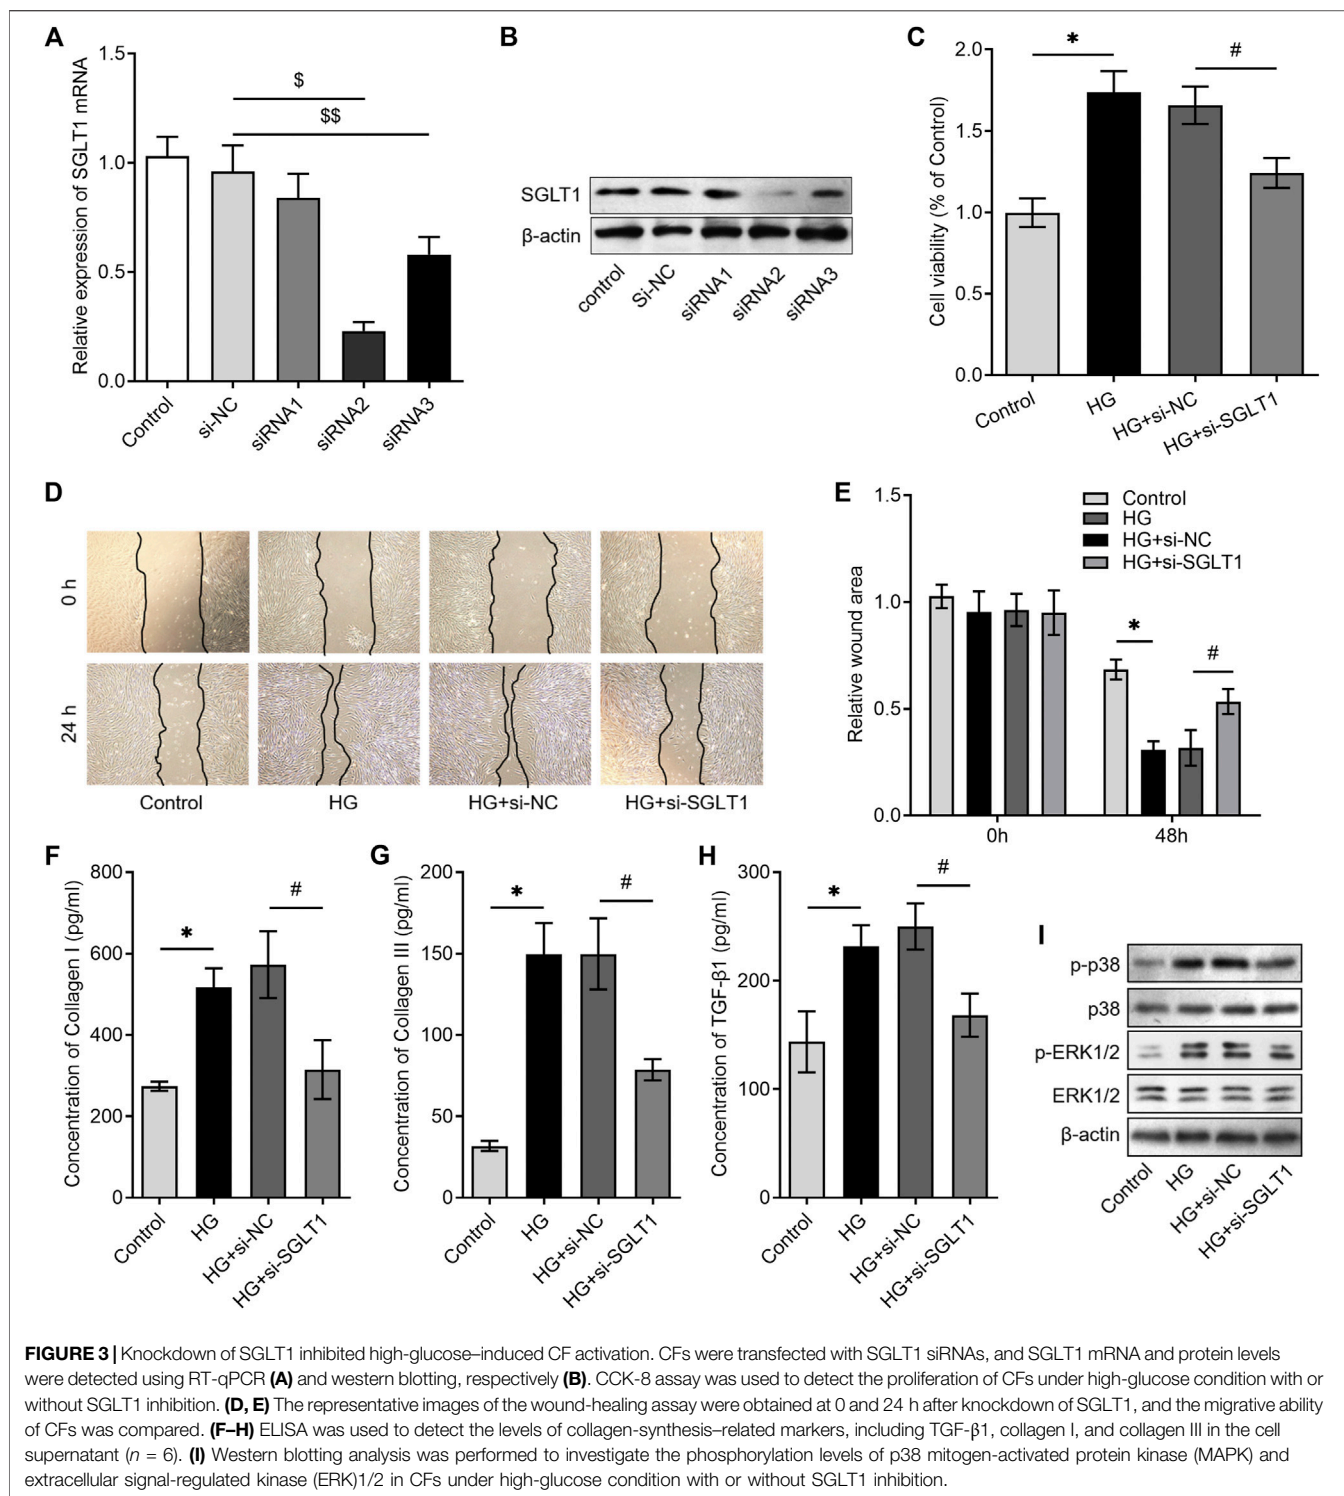 A
1.5
1.0
0.5
0.0
Relative expression of SGLT1 mRNA
$
$$
Control
si-NC
siRNA1
siRNA2
siRNA3
B
SGLT1
β-actin
control
Si-NC
siRNA1
siRNA2
siRNA3
C
2.0
1.5
1.0
0.5
0.0
Cell viability (% of Control)
*
#
Control
HG
HG+si-NC
HG+si-SGLT1
D
0 h
24 h
Control
HG
HG+si-NC
HG+si-SGLT1
E
1.5
1.0
0.5
0.0
Relative wound area
Control
HG
HG+si-NC
HG+si-SGLT1
*
#
0h
48h
F
800
600
400
200
0
Concentration of Collagen I (pg/ml)
*
#
Control
HG
HG+si-NC
HG+si-SGLT1
G
200
150
100
50
0
Concentration of Collagen III (pg/ml)
*
#
Control
HG
HG+si-NC
HG+si-SGLT1
H
300
200
100
0
Concentration of TGF-β1 (pg/ml)
*
#
Control
HG
HG+si-NC
HG+si-SGLT1
I
p-p38
p38
p-ERK1/2
ERK1/2
β-actin
Control
HG
HG+si-NC
HG+si-SGLT1
FIGURE 3 | Knockdown of SGLT1 inhibited high-glucose–induced CF activation. CFs were transfected with SGLT1 siRNAs, and SGLT1 mRNA and protein levels
were detected using RT-qPCR (A) and western blotting, respectively (B). CCK-8 assay was used to detect the proliferation of CFs under high-glucose condition with or
without SGLT1 inhibition. (D, E) The representative images of the wound-healing assay were obtained at 0 and 24 h after knockdown of SGLT1, and the migrative ability
of CFs was compared. (F–H) ELISA was used to detect the levels of collagen-synthesis–related markers, including TGF-β1, collagen I, and collagen III in the cell
supernatant (n = 6). (I) Western blotting analysis was performed to investigate the phosphorylation levels of p38 mitogen-activated protein kinase (MAPK) and
extracellular signal-regulated kinase (ERK)1/2 in CFs under high-glucose condition with or without SGLT1 inhibition.